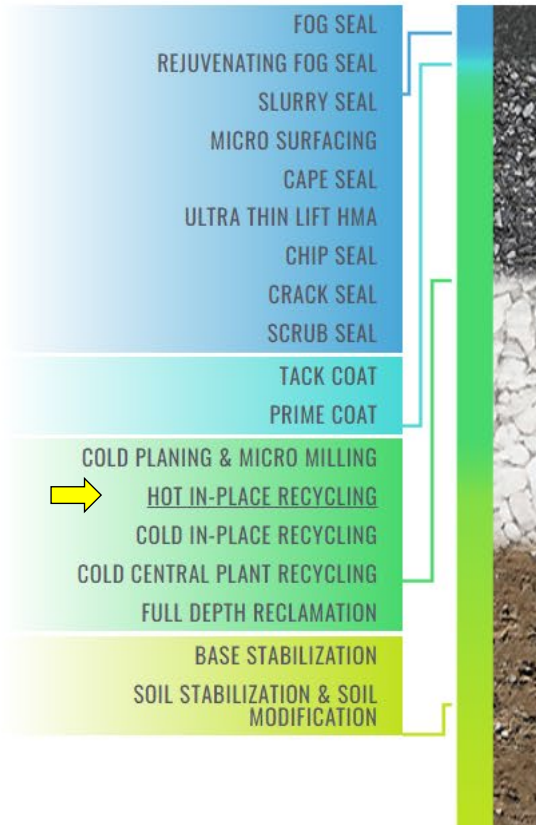 FOG SEAL
REJUVENATING FOG SEAL
SLURRY SEAL
MICRO SURFACING
CAPE SEAL
ULTRA THIN LIFT HMA
CHIP SEAL
CRACK SEAL
SCRUB SEAL
TACK COAT
PRIME COAT
COLD PLANING & MICRO MILLING
HOT IN-PLACE RECYCLING
COLD IN-PLACE RECYCLING
COLD CENTRAL PLANT RECYCLING
FULL DEPTH RECLAMATION
BASE STABILIZATION
SOIL STABILIZATION & SOIL
MODIFICATION